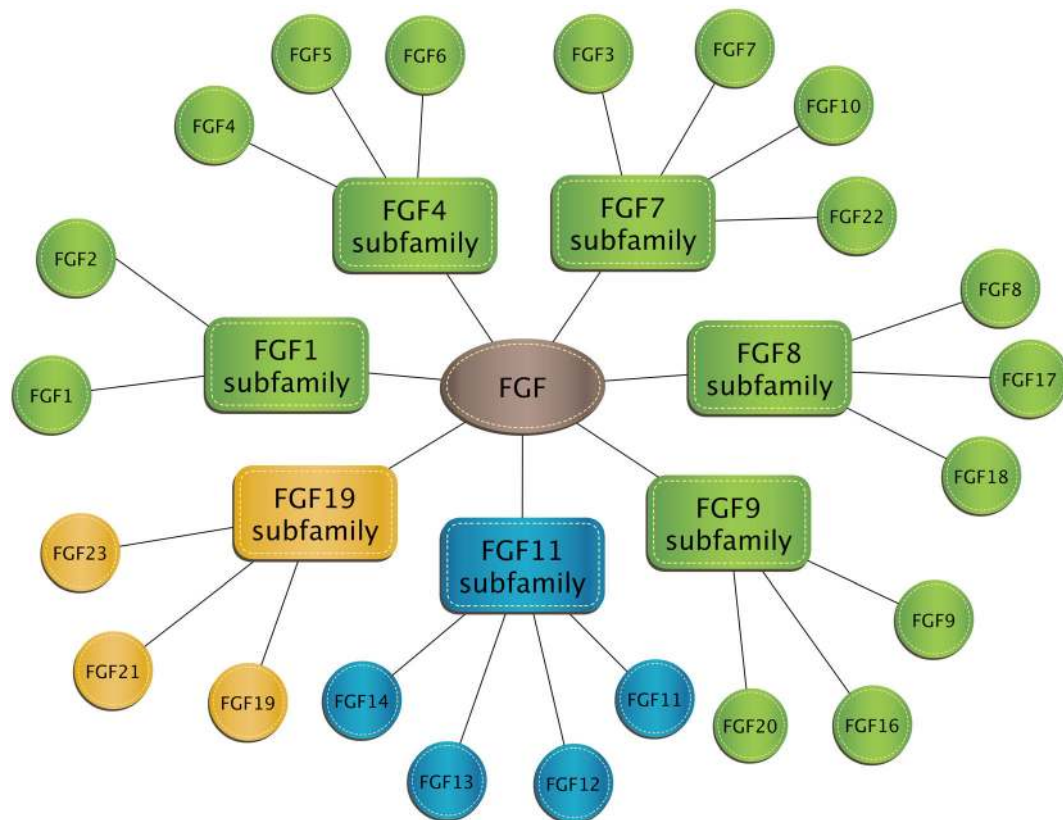 FGF5
FGF6
FGF3
FGF7
FGF4
FGF10
FGF4
subfamily
FGF7
subfamily
FGF22
FGF2
FGF8
FGF1
subfamily
FGF
FGF8
subfamily
FGF17
FGF1
FGF18
FGF19
subfamily
FGF9
subfamily
FGF11
subfamily
FGF23
FGF9
FGF21
FGF19
FGF14
FGF11
FGF20
FGF16
FGF13
FGF12